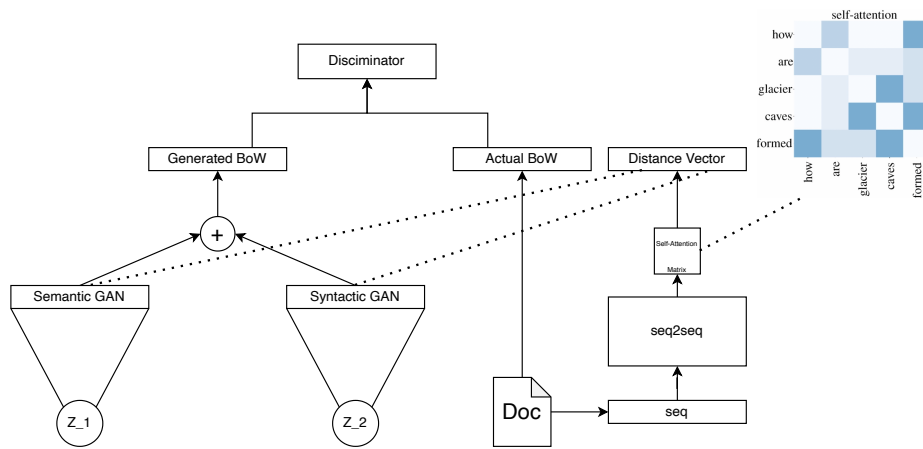 self-attention
how
are
glacier
caves
formed
how
are
glacier
caves
formed
Disciminator
Generated BoW
Actual BoW
Distance Vector
+
Self-Attention
Matrix
Semantic GAN
Syntactic GAN
seq2seq
Z_1
Z_2
Doc
seq